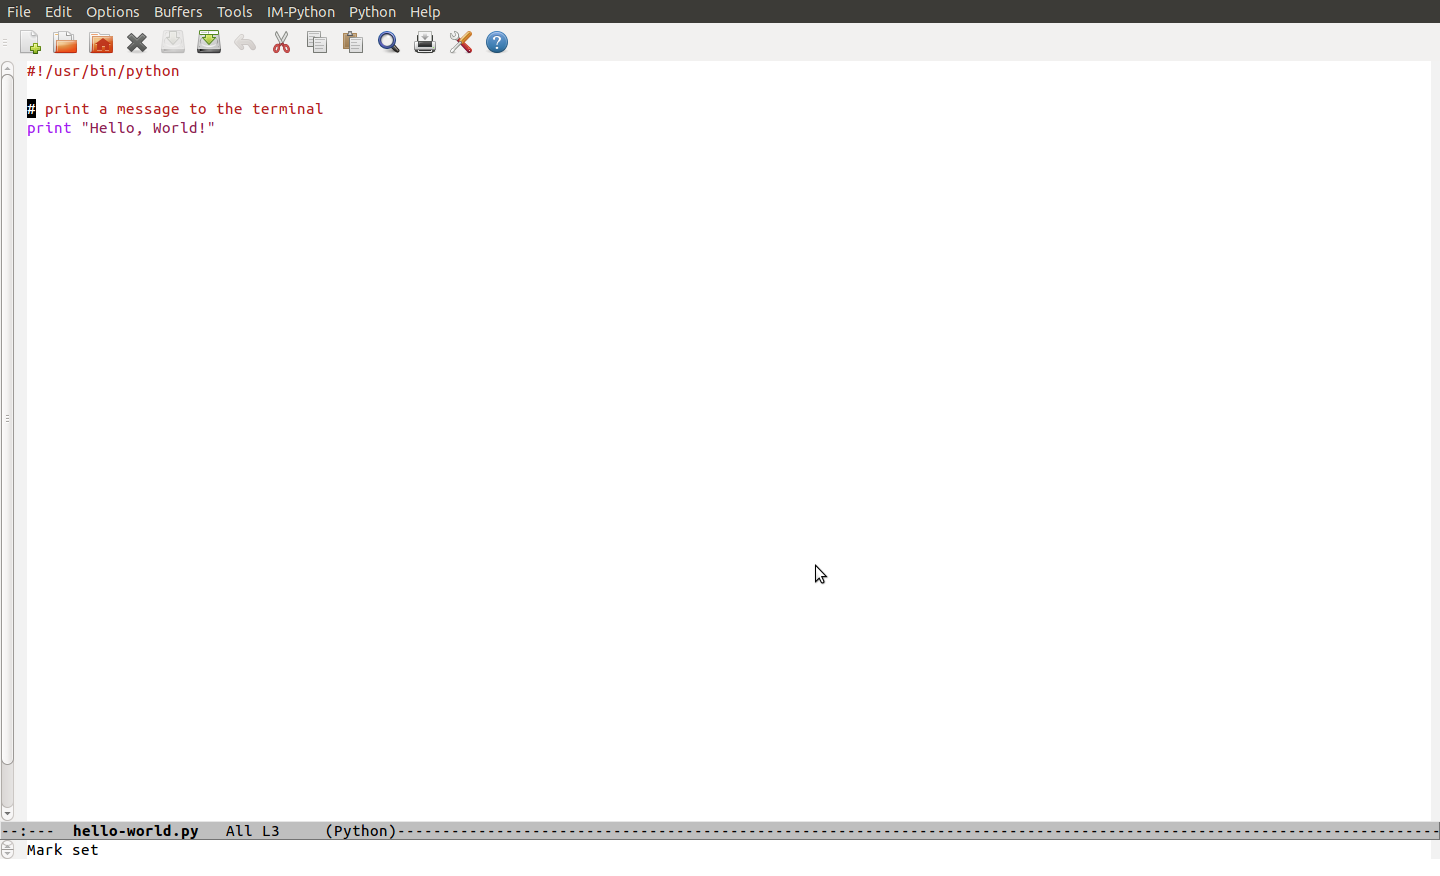 File Edit Options Buffers Tools IM-Python Python Help
#!/usr/bin/python
# print a message to the terminal
print "Hello, World!"
--:--- hello-world.py All L3 (Python)--------------------------------------------------------------------------------------------------------------------
Mark set